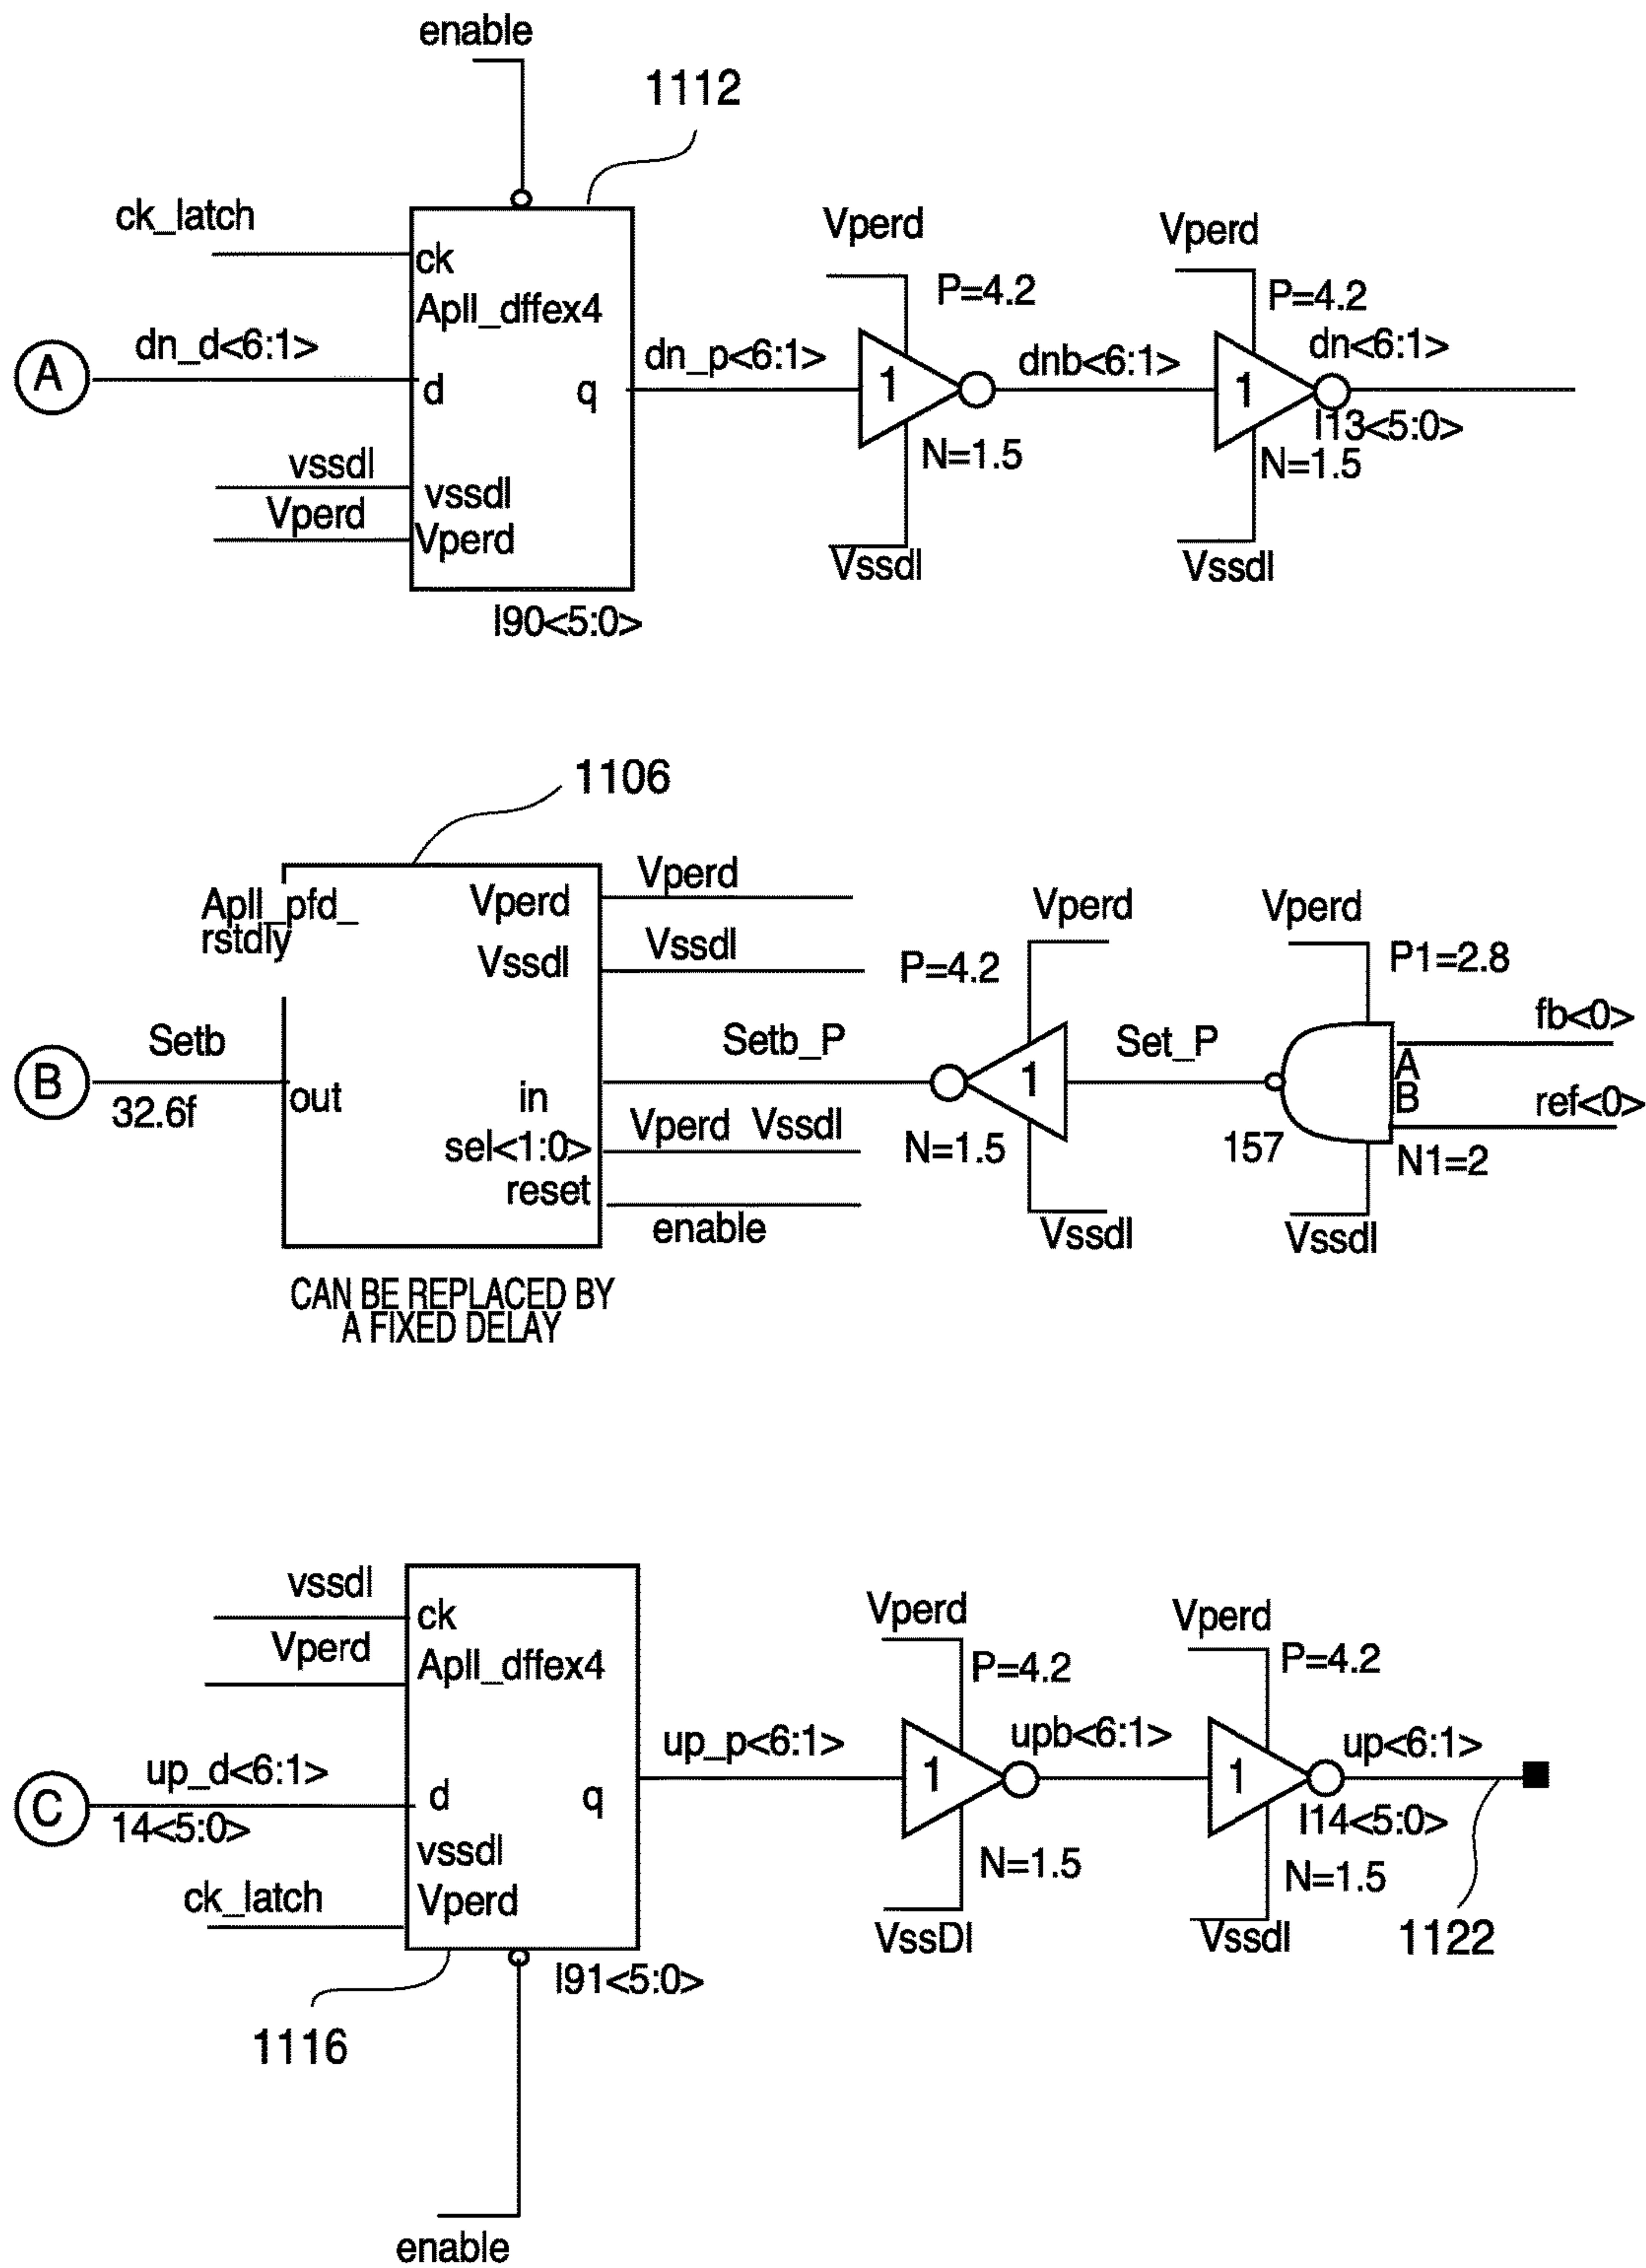 enable
1112
ck_latch
ck
Apll_dffex4
A
dn_d<6:1>
d
q
vssdl
vssdl
Vperd
Vperd
I90<5:0>
dn_p<6:1>
Vperd
P=4.2
1
N=1.5
Vssdl
dnb<6:1>
Vperd
P=4.2
1
dn<6:1>
I13<5:0>
N=1.5
Vssdl
1106
Apll_pfd_
rstdly
Vperd
Vperd
Vssdl
Vssdl
B
Setb
32.6f
out
in
Setb_P
sel<1:0>
Vperd Vssdl
reset
enable
CAN BE REPLACED BY
A FIXED DELAY
Vperd
P=4.2
1
N=1.5
Vssdl
Set_P
Vperd
P1=2.8
fb<0>
A
B
ref<0>
157
N1=2
Vssdl
vssdl
ck
Vperd
Apll_dffex4
C
up_d<6:1>
14<5:0>
d
q
vssdl
ck_latch
Vperd
I91<5:0>
1116
enable
up_p<6:1>
Vperd
P=4.2
1
N=1.5
VssDl
upb<6:1>
Vperd
P=4.2
1
up<6:1>
I14<5:0>
N=1.5
Vssdl
1122